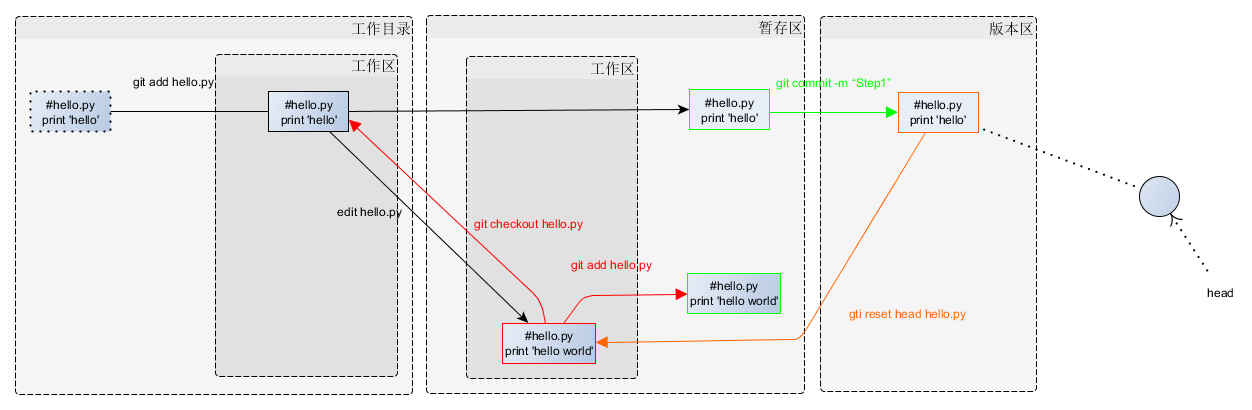 工作目录
暂存区
版本区
工作区
工作区
git add hello.py
git commit -m “Step1”
#hello.py
print 'hello'
#hello.py
print 'hello'
#hello.py
print 'hello'
#hello.py
print 'hello'
edit hello.py
git checkout hello.py
git add hello.py
#hello.py
print 'hello world'
head
gti reset head hello.py
#hello.py
print 'hello world'